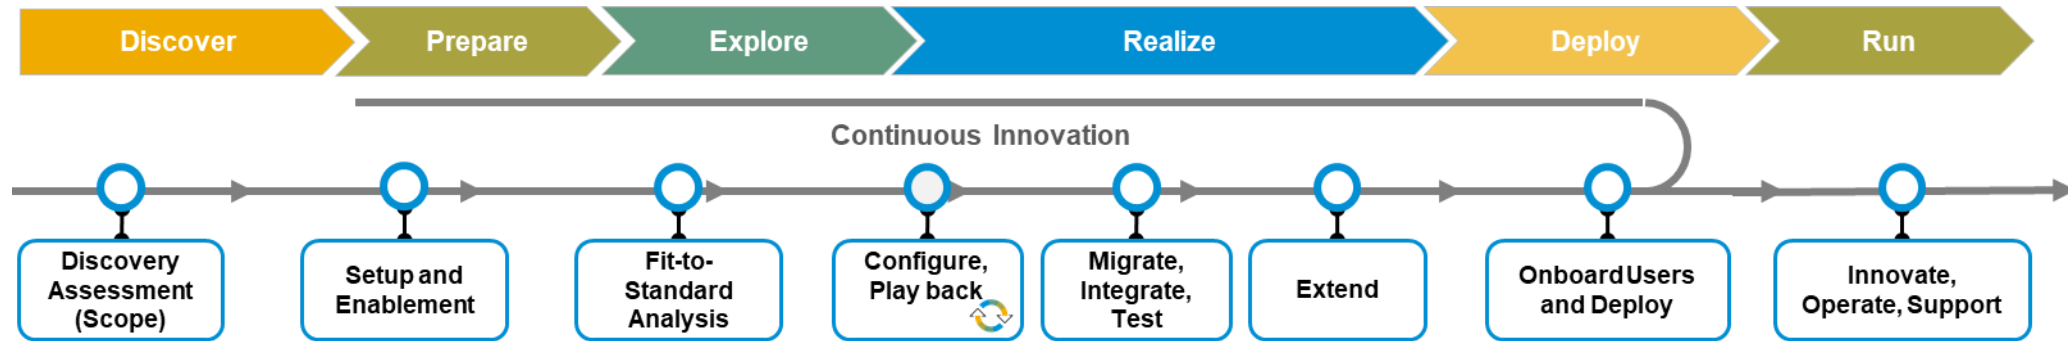 Discover
Prepare
Explore
Realize
Deploy
Run
Continuous Innovation
Discovery
Assessment
(Scope)
Setup and
Enablement
Fit-to-
Standard
Analysis
Configure,
Play back
Migrate,
Integrate,
Test
Extend
Onboard Users
and Deploy
Innovate,
Operate, Support